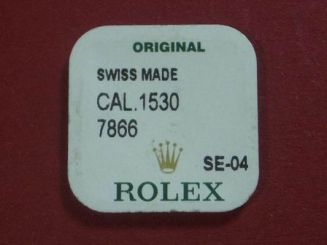 ORIGINAL
SWISS MADE
CAL.1530
7866
SE-04
ROLEX